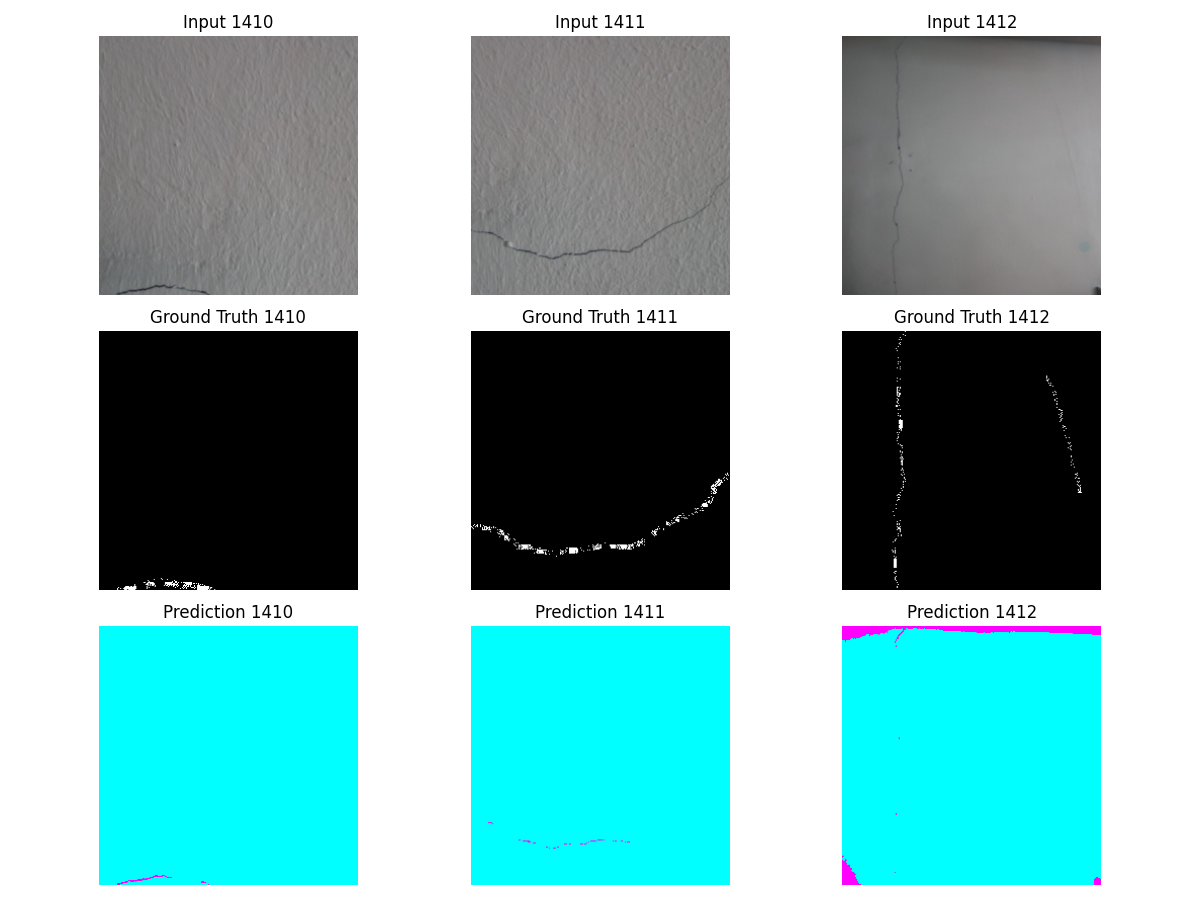 Input 1410
Input 1411
Input 1412
Ground Truth 1410
Ground Truth 1411
Ground Truth 1412
Prediction 1410
Prediction 1411
Prediction 1412